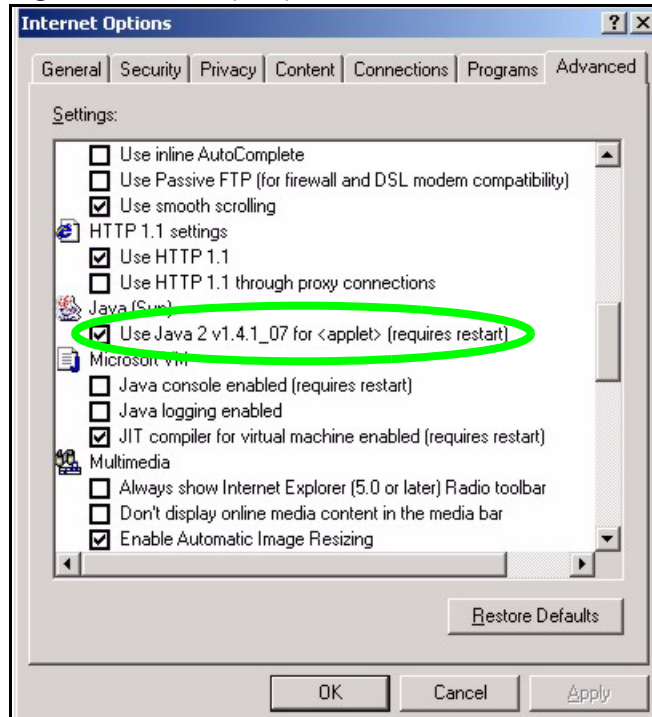 Internet Options
General Security Privacy Content Connections Programs Advanced
Settings:
Use inline AutoComplete
Use Passive FTP (for firewall and DSL modem compatibility)
Use smooth scrolling
HTTP 1.1 settings
Use HTTP 1.1
Use HTTP 1.1 through proxy connections
Java (Sun)
Use Java 2 v1.4.1_07 for <applet> (requires restart)
Microsoft VM
Java console enabled (requires restart)
Java logging enabled
JIT compiler for virtual machine enabled (requires restart)
Multimedia
Always show Internet Explorer (5.0 or later) Radio toolbar
Don't display online media content in the media bar
Enable Automatic Image Resizing
Restore Defaults
OK Cancel Apply